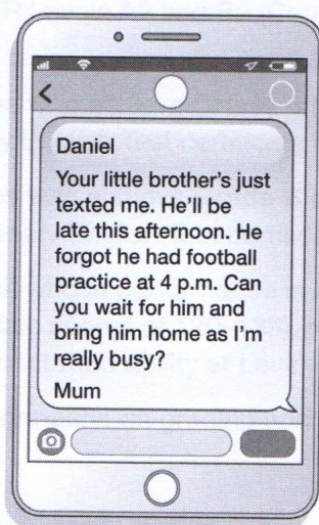 Daniel
Your little brother's just
texted me. He'll be
late this afternoon. He
forgot he had football
practice at 4 p.m. Can
you wait for him and
bring him home as I'm
really busy?
Mum